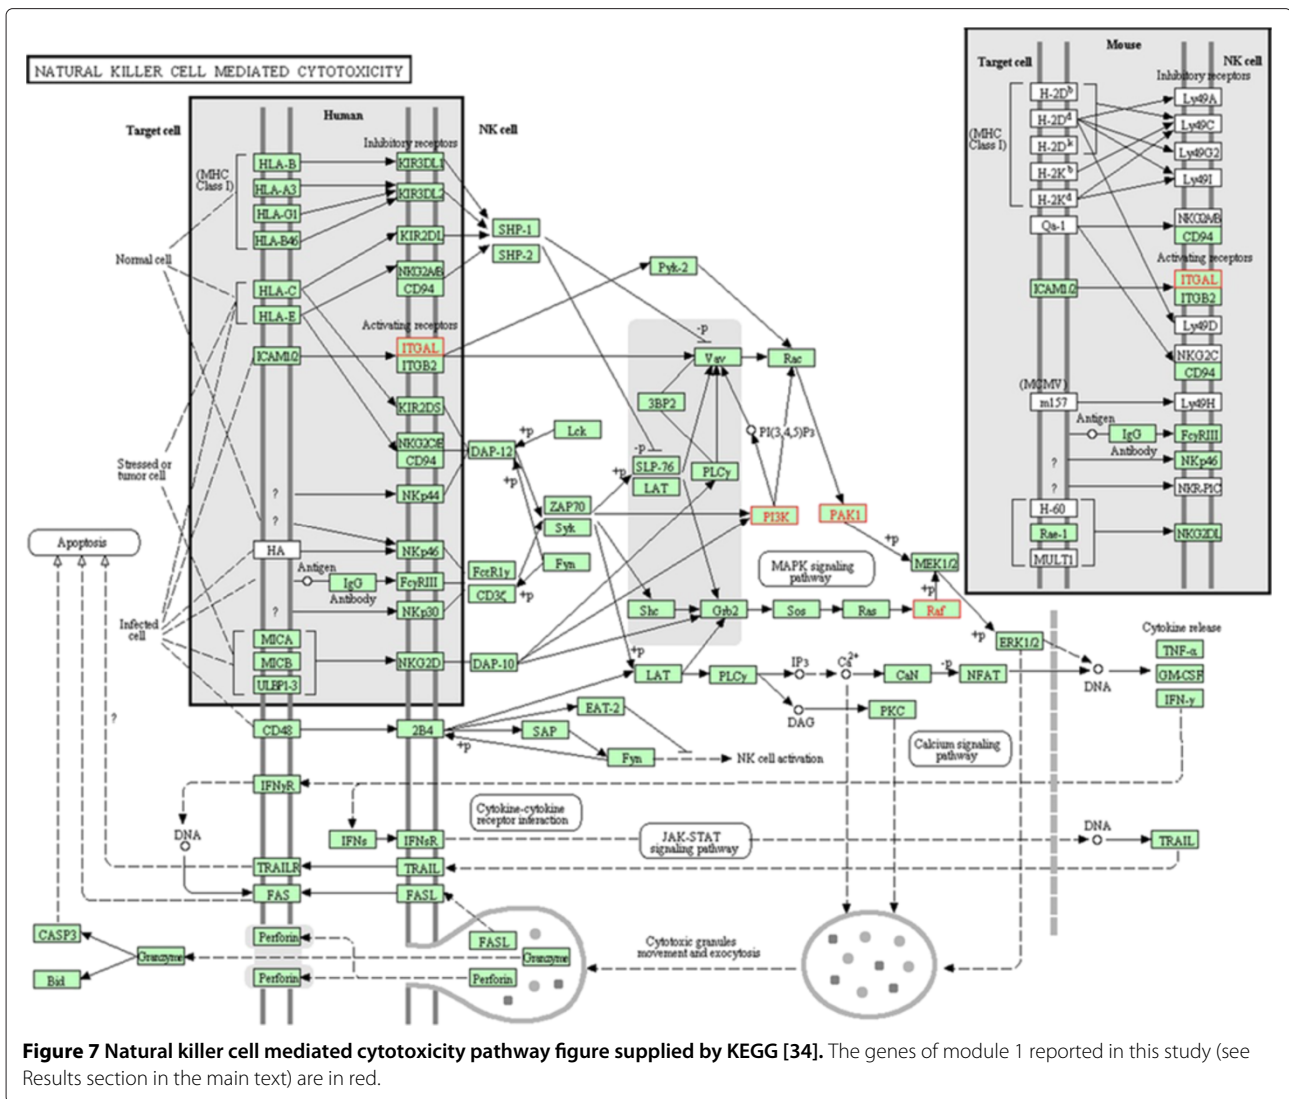 NATURAL KILLER CELL MEDIATED CYTOTOXICITY
Target cell
Human
NK cell
Inhibitory receptors
(MHC
Class I)
HLA-B
KIR3DL1
HLA-A3
KIR3DL2
HLA-G1
HLA-B46
KIR2DL
SHP-1
SHP-2
Normal cell
NKG2A/B
CD94
HLA-C
HLA-E
Pyk-2
Activating receptors
ITGAL
ITGB2
ICAM1/2
-p
Vav
Rac
3BP2
KIR2DS
PI(3,4,5)P3
Lck
+p
DAP-12
NKG2C/E
CD94
-p
SLP-76
LAT
PLCγ
+p
+p
Stressed or
tumor cell
?
NKp44
ZAP70
Syk
PI3K
PAK1
?
+p
Apoptosis
HA
NKp46
Fyn
MEK1/2
MAPK signaling
pathway
Antigen
IgG
Antibody
FcγRIII
FcεR1γ
CD3ζ
+p
+p
?
NKp30
Shc
Grb2
Sos
Ras
Raf
Infected
cell
MICA
MICB
ULBP1-3
NKG2D
DAP-10
+p
LAT
PLCγ
IP3
Ca2+
CaN
-p
NFAT
+p
ERK1/2
DNA
Cytokine release
TNF-α
GM-CSF
IFN-γ
DAG
PKC
?
CD48
2B4
+p
EAT-2
SAP
Fyn
NK cell activation
Calcium signaling
pathway
IFNγR
DNA
IFNs
IFNsR
Cytokine-cytokine
receptor interaction
JAK-STAT
signaling pathway
DNA
TRAIL
TRAILR
TRAIL
FAS
FASL
CASP3
Bid
Granzyme
Perforin
Perforin
FASL
Granzyme
Perforin
Cytotoxic granules
movement and exocytosis
Mouse
Target cell
NK cell
Inhibitory receptors
(MHC
Class I)
H-2Db
H-2Dd
H-2Dk
H-2Kb
H-2Kd
Ly49A
Ly49C
Ly49G2
Ly49I
Qa-1
NKG2A/B
CD94
Activating receptors
ICAM1/2
ITGAL
ITGB2
Ly49D
NKG2C
CD94
(MCMV)
m157
Ly49H
Antigen
IgG
Antibody
FcγRIII
?
NKp46
?
NKR-P1C
H-60
Rae-1
MULT1
NKG2DL
Figure 7 Natural killer cell mediated cytotoxicity pathway figure supplied by KEGG [34]. The genes of module 1 reported in this study (see
Results section in the main text) are in red.